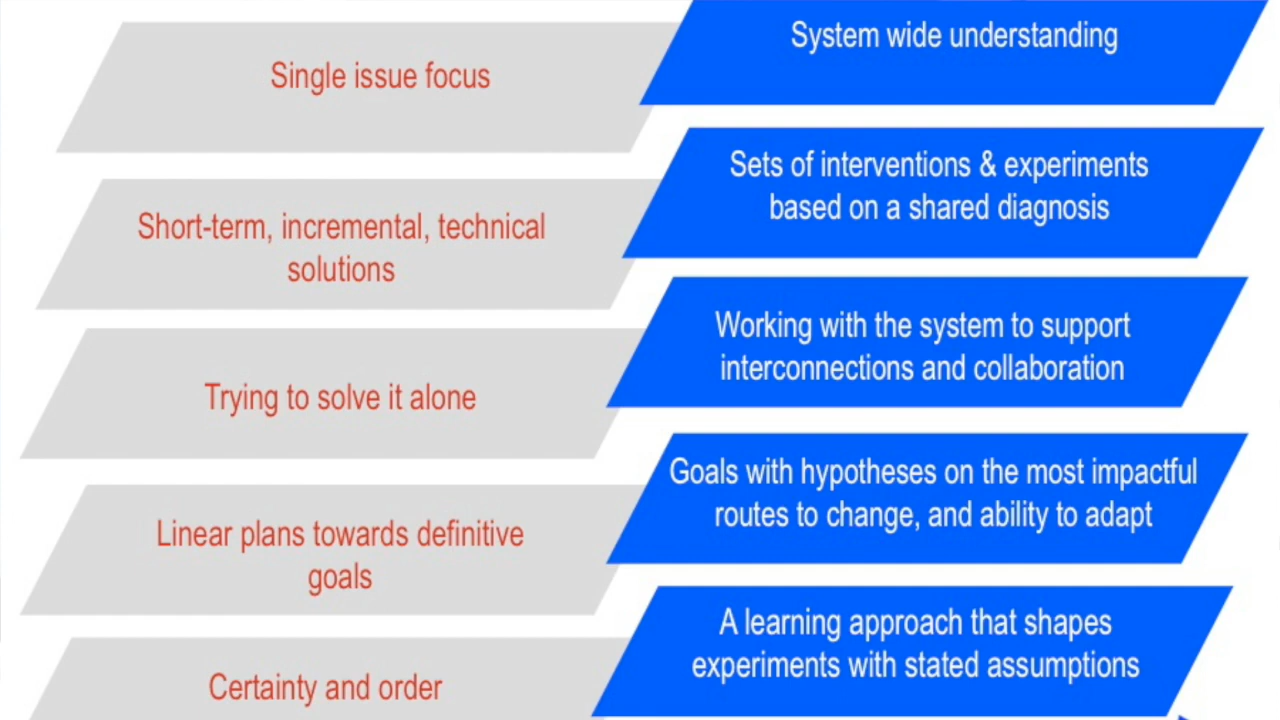 Single issue focus
System wide understanding
Short-term, incremental, technical
solutions
Sets of interventions & experiments
based on a shared diagnosis
Trying to solve it alone
Working with the system to support
interconnections and collaboration
Linear plans towards definitive
goals
Goals with hypotheses on the most impactful
routes to change, and ability to adapt
Certainty and order
A learning approach that shapes
experiments with stated assumptions